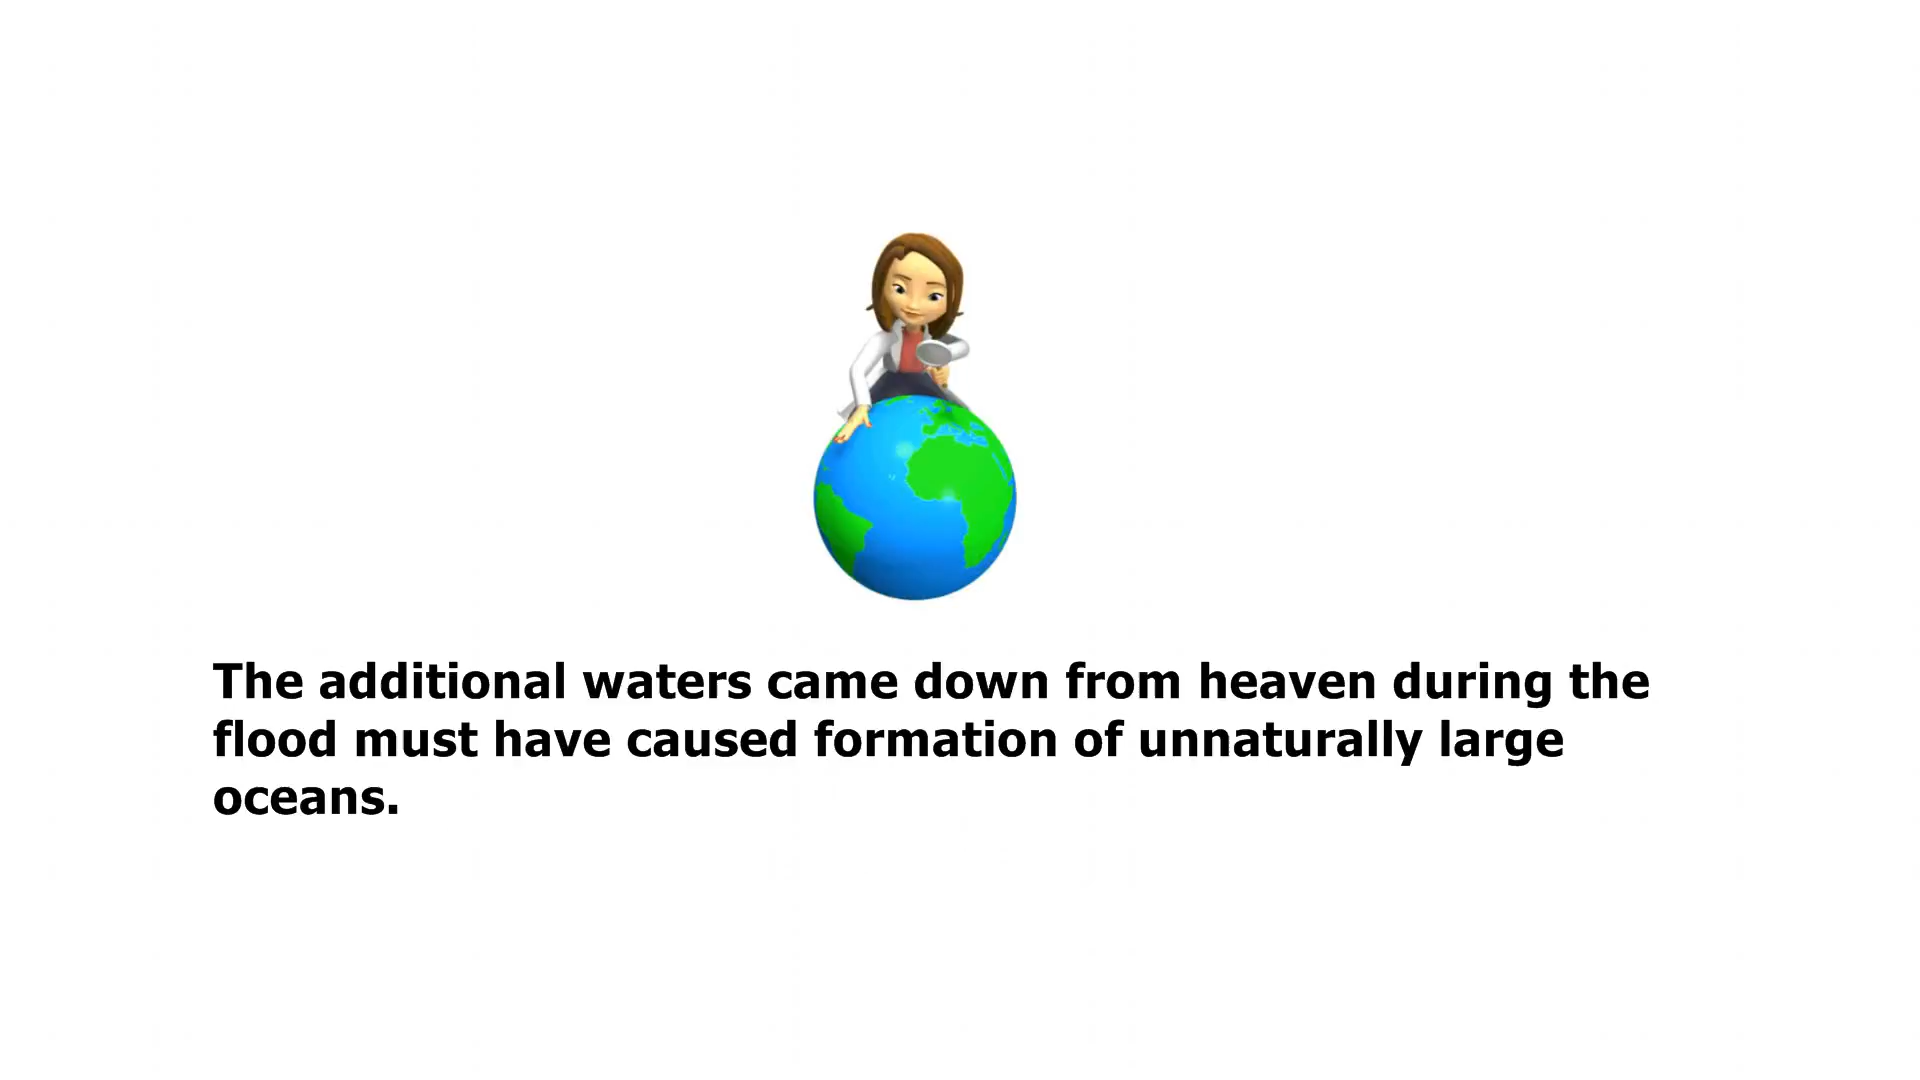 The additional waters came down from heaven during the
flood must have caused formation of unnaturally large
oceans.